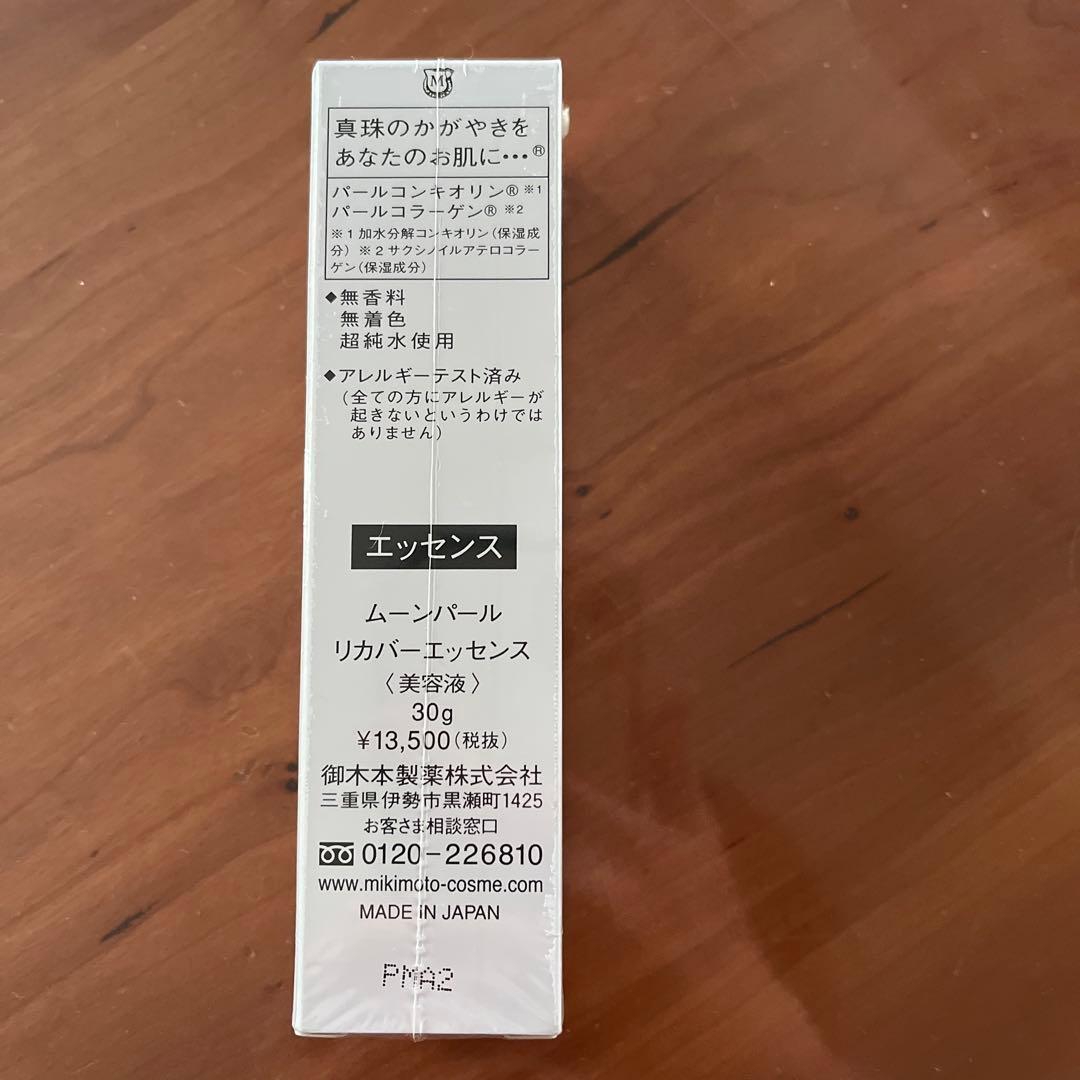 M
真珠のかがやきを
あなたのお肌に…®
パールコンキオリン® ※1
パールコラーゲン® ※2
※1 加水分解コンキオリン（保湿成
分） ※2 サクシノイルアテロコラー
ゲン（保湿成分）
◆無香料
無着色
超純水使用
◆アレルギーテスト済み
（全ての方にアレルギーが
起きないというわけでは
ありません）
エッセンス
ムーンパール
リカバーエッセンス
〈美容液〉
30g
¥13,500（税抜）
御木本製薬株式会社
三重県伊勢市黒瀬町1425
お客さま相談窓口
0120-226810
www.mikimoto-cosme.com
MADE IN JAPAN
PMA2